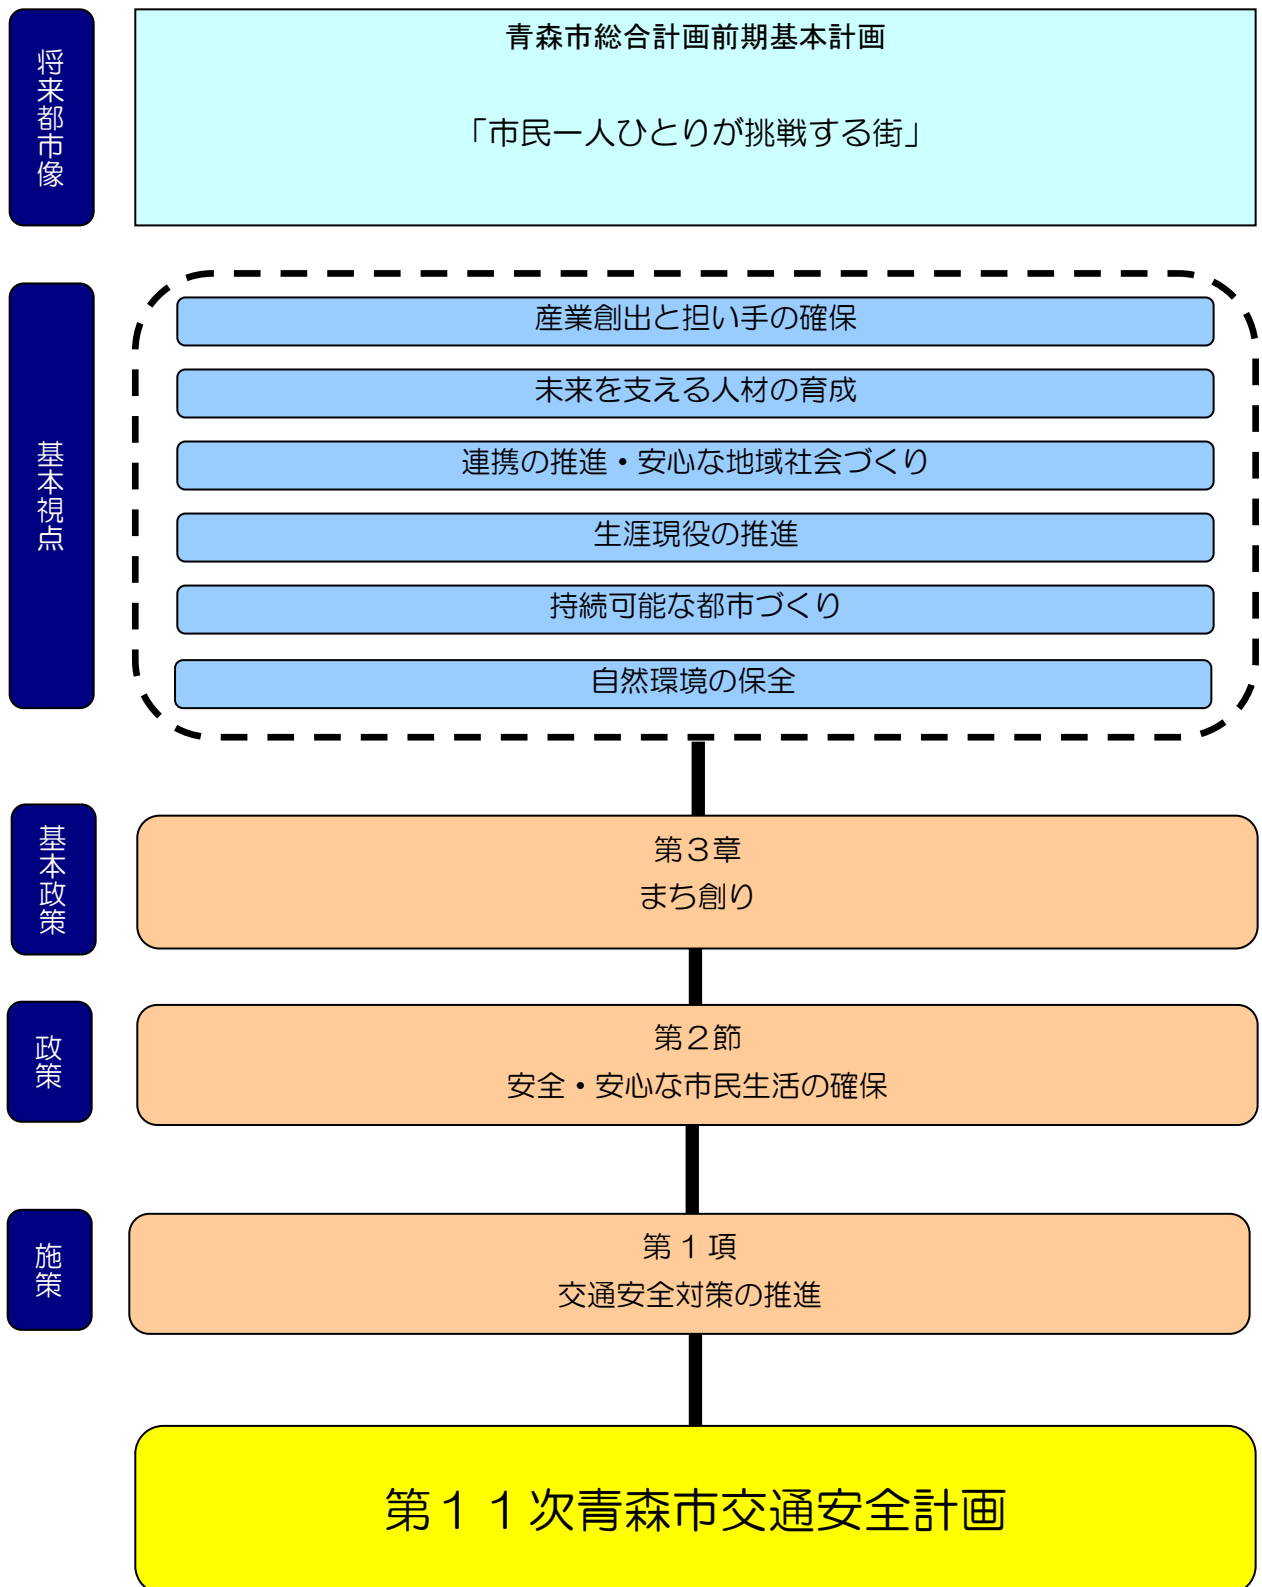 将来都市像
青森市総合計画前期基本計画
「市民一人ひとりが挑戦する街」
基本視点
産業創出と担い手の確保
未来を支える人材の育成
連携の推進・安心な地域社会づくり
生涯現役の推進
持続可能な都市づくり
自然環境の保全
基本政策
第３章
まち創り
政策
第２節
安全・安心な市民生活の確保
施策
第１項
交通安全対策の推進
第１１次青森市交通安全計画